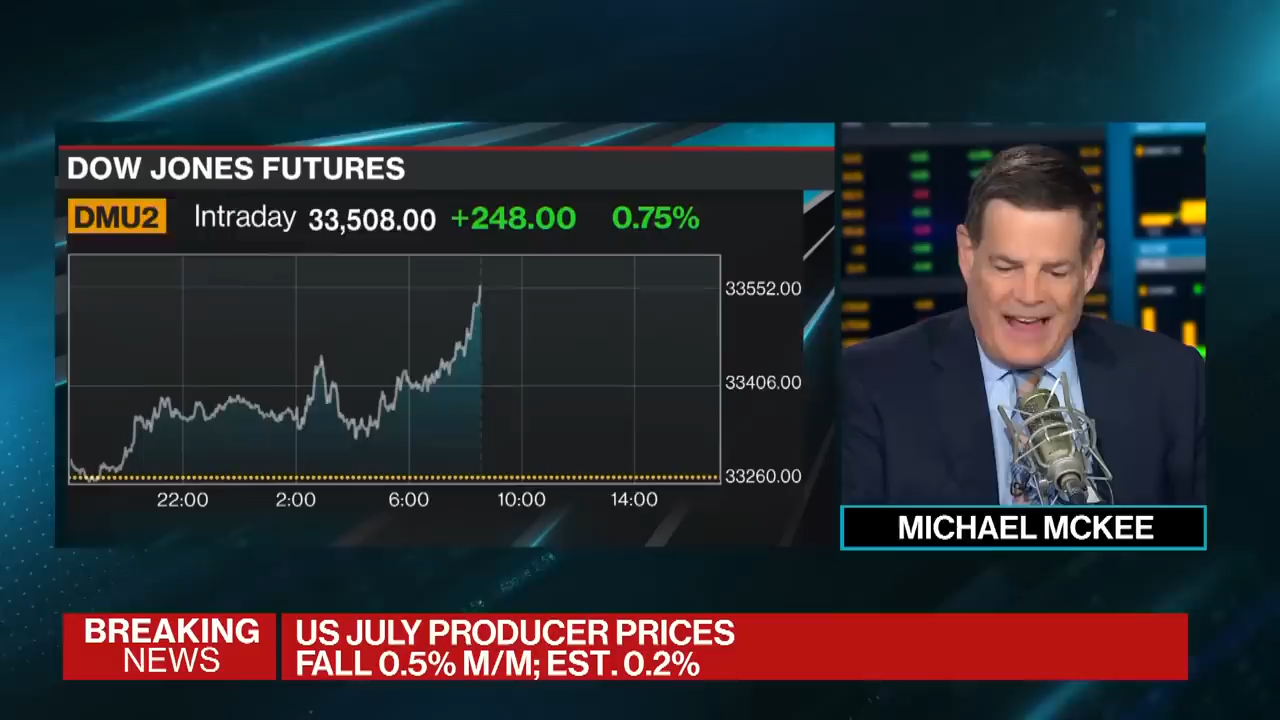 DOW JONES FUTURES
DMU2 Intraday 33,508.00 +248.00 0.75%
33552.00
33406.00
33260.00
22:00 2:00 6:00 10:00 14:00
MICHAEL MCKEE
BREAKING NEWS
US JULY PRODUCER PRICES
FALL 0.5% M/M; EST. 0.2%